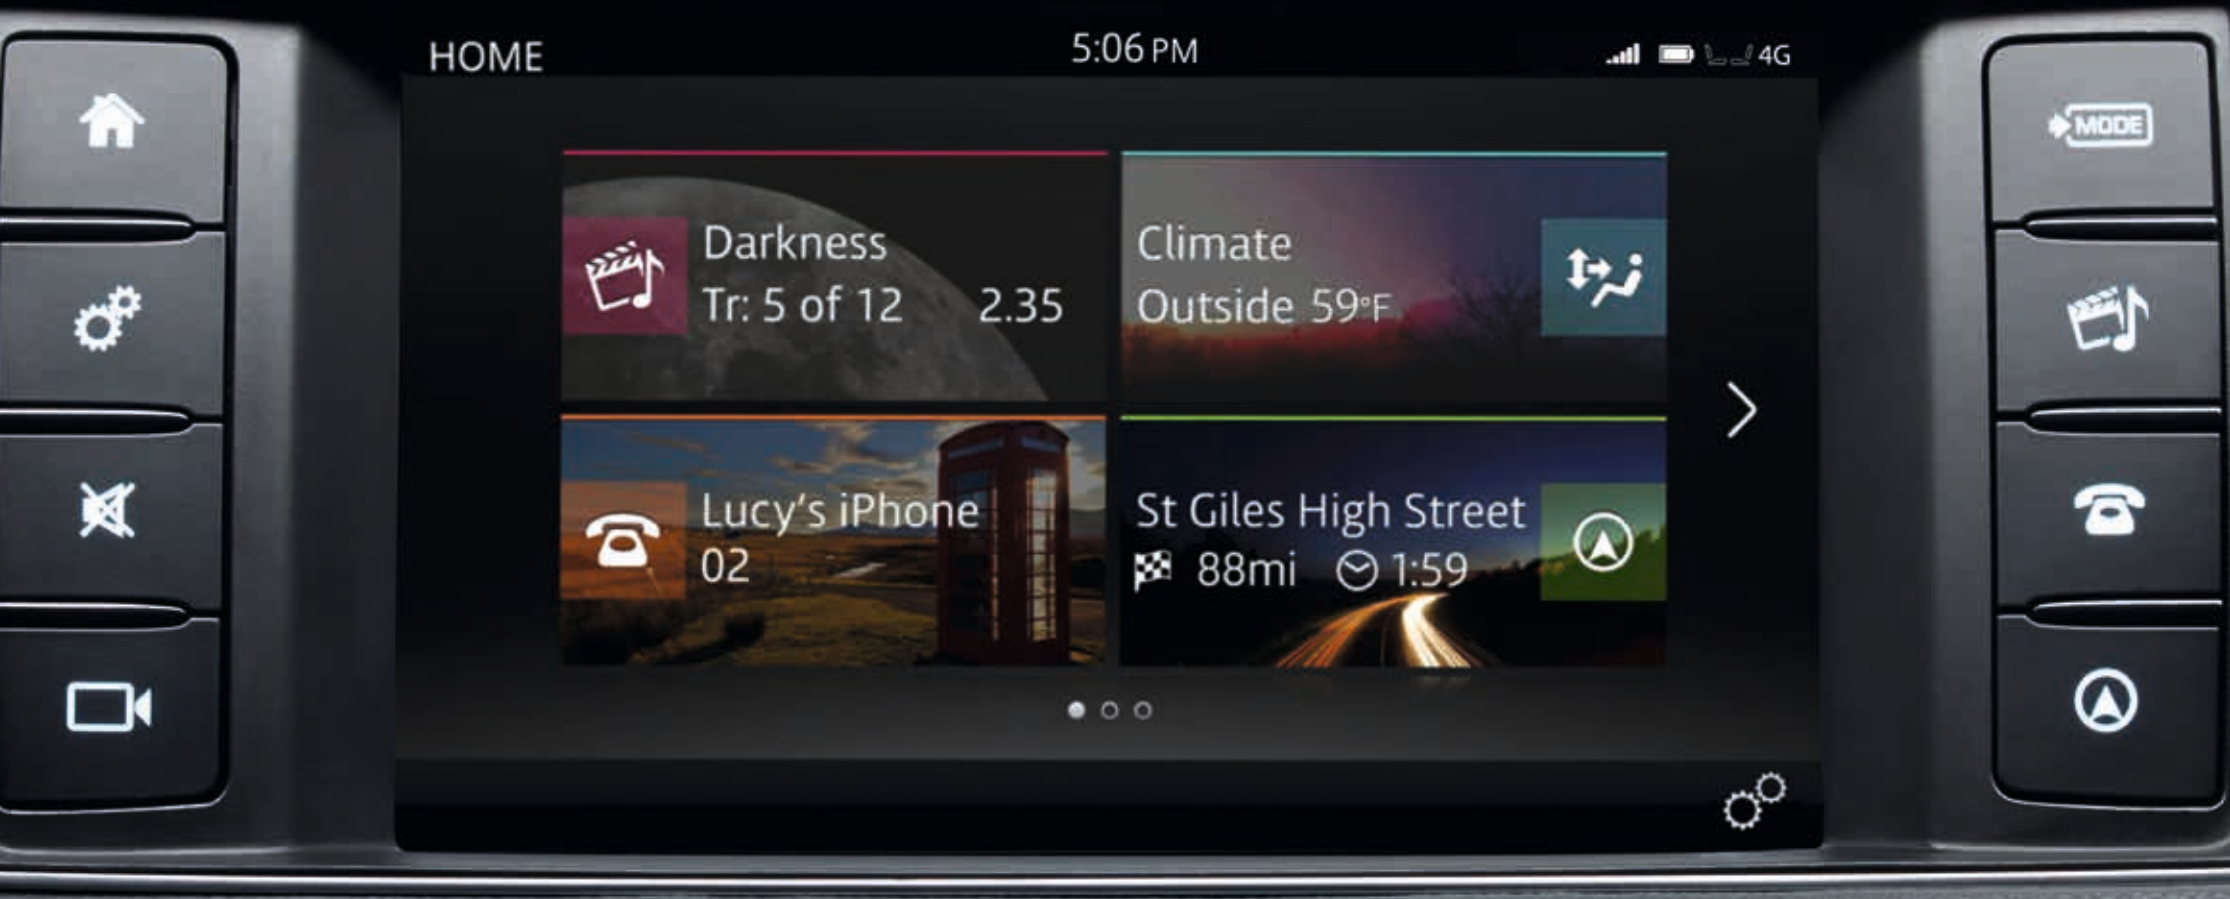 HOME
5:06 PM
4G
MODE
Darkness
Tr: 5 of 12 2.35
Climate
Outside 59°F
Lucy's iPhone
02
St Giles High Street
88mi 1:59